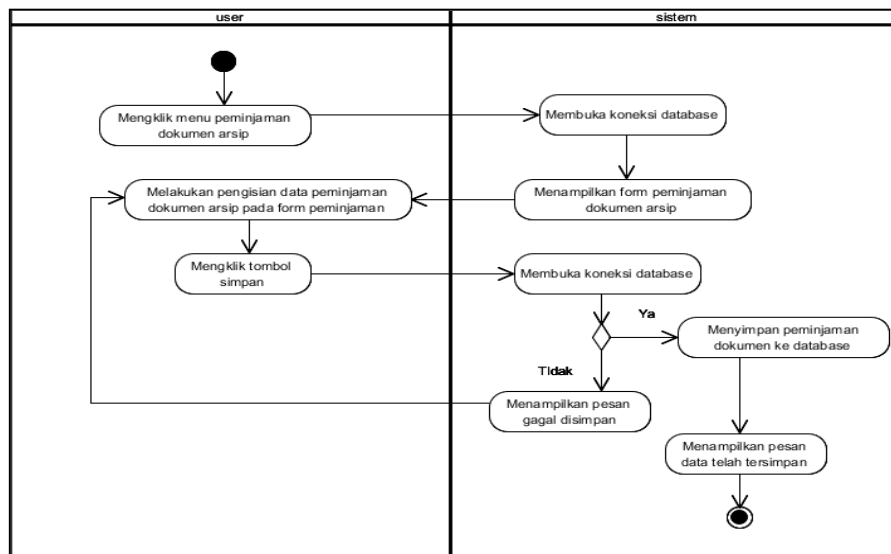 user
sistem
Mengklik menu peminjaman
dokumen arsip
Membuka koneksi database
Menampilkan form peminjaman
dokumen arsip
Melakukan pengisian data peminjaman
dokumen arsip pada form peminjaman
Mengklik tombol
simpan
Membuka koneksi database
Ya
Menyimpan peminjaman
dokumen ke database
TIdak
Menampilkan pesan
gagal disimpan
Menampilkan pesan
data telah tersimpan